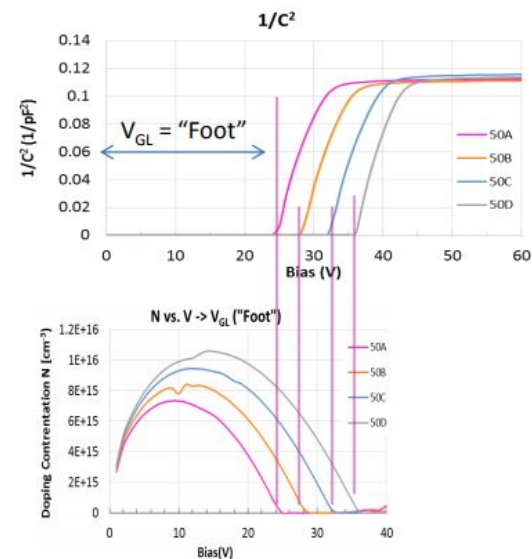 1/C²
0.14
0.12
0.1
0.08
0.06
0.04
0.02
0
1/C² (1/pF²)
V_GL = "Foot"
50A
50B
50C
50D
0 10 20 30 40 50 60
Bias (V)
N vs. V -> V_GL ("Foot")
1.2E+16
1E+16
8E+15
6E+15
4E+15
2E+15
0
Doping Contrentation N [cm⁻³]
50A
50B
50C
50D
0 10 20 30 40
Bias(V)